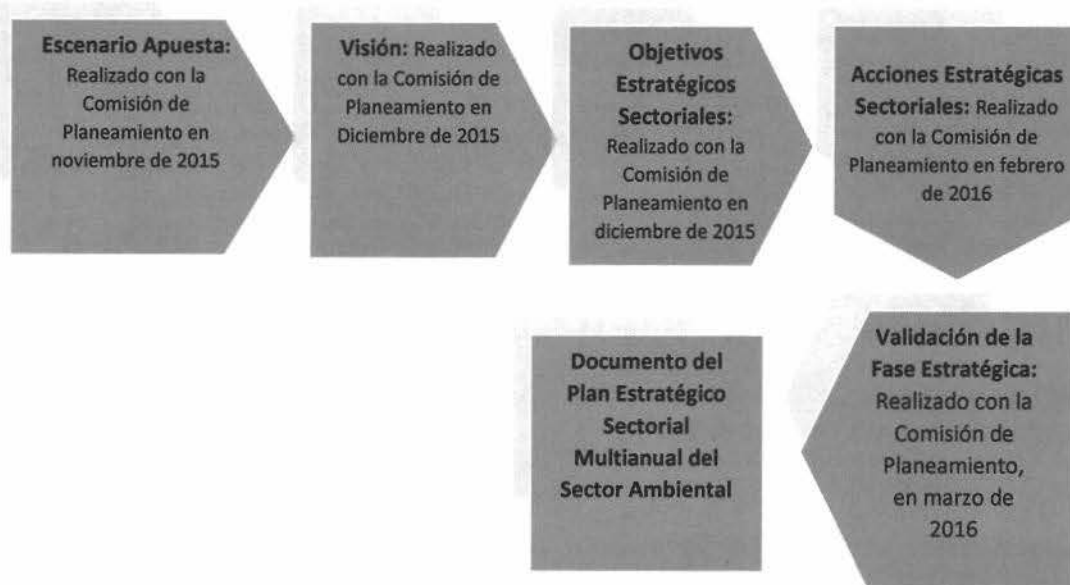 Escenario Apuesta:
Realizado con la
Comisión de
Planeamiento en
noviembre de 2015
Visión: Realizado
con la Comisión de
Planeamiento en
Diciembre de 2015
Objetivos
Estratégicos
Sectoriales:
Realizado con la
Comisión de
Planeamiento en
diciembre de 2015
Acciones Estratégicas
Sectoriales: Realizado
con la Comisión de
Planeamiento en febrero
de 2016
Validación de la
Fase Estratégica:
Realizado con la
Comisión de
Planeamiento,
en marzo de
2016
Documento del
Plan Estratégico
Sectorial
Multianual del
Sector Ambiental